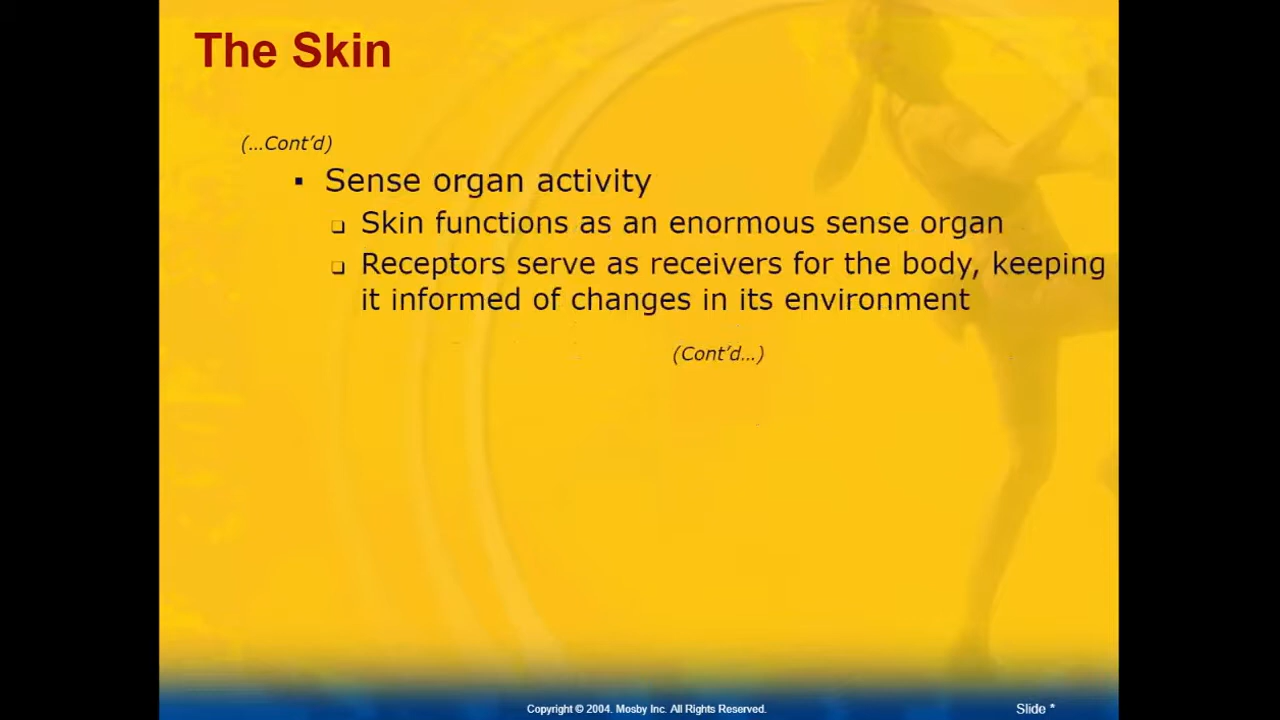 The Skin
(…Cont’d)
▪ Sense organ activity
❑ Skin functions as an enormous sense organ
❑ Receptors serve as receivers for the body, keeping
it informed of changes in its environment
(Cont’d…)
Copyright © 2004. Mosby Inc. All Rights Reserved.
Slide *